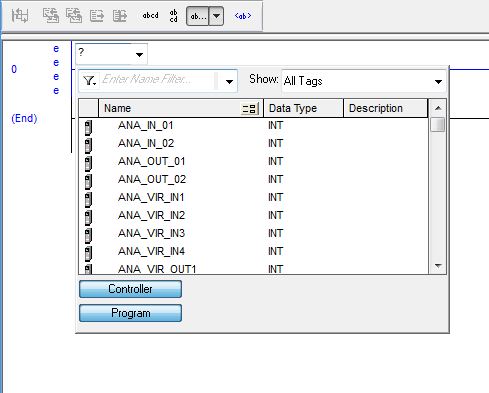 abcd ab ab... <ab>
cd
e ?
e Enter Name Filter... Show: All Tags
0
e
e Name Data Type Description
(End) ANA_IN_01 INT
ANA_IN_02 INT
ANA_OUT_01 INT
ANA_OUT_02 INT
ANA_VIR_IN1 INT
ANA_VIR_IN2 INT
ANA_VIR_IN3 INT
ANA_VIR_IN4 INT
ANA_VIR_OUT1 INT
Controller
Program